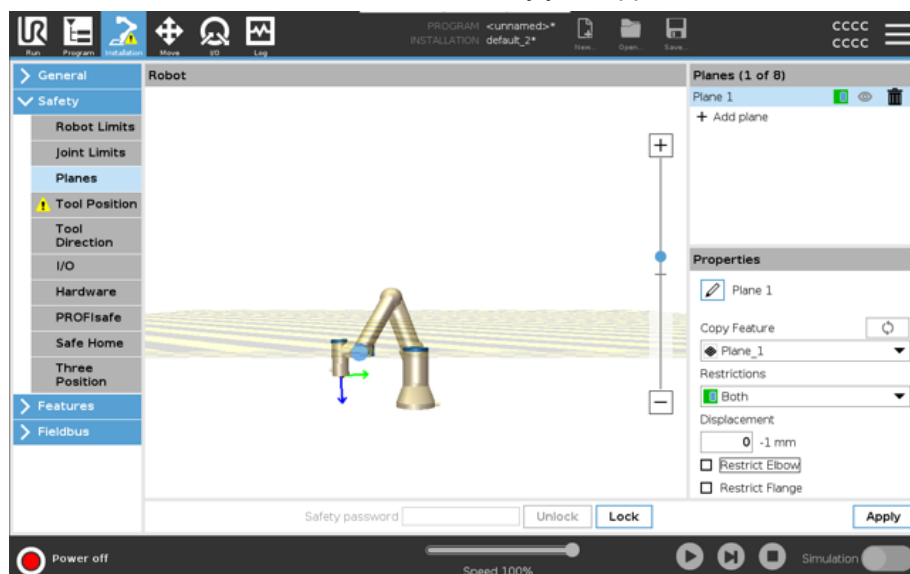 PROGRAM <unnamed>*
INSTALLATION default_2*
UR
Run
Program
Installation
Move
I/O
Log
New...
Open...
Save...
CCCC
CCCC
General
Safety
Robot Limits
Joint Limits
Planes
Tool Position
Tool
Direction
I/O
Hardware
PROFIsafe
Safe Home
Three
Position
Features
Fieldbus
Robot
Planes (1 of 8)
Plane 1
+ Add plane
Properties
Plane 1
Copy Feature
Plane_1
Restrictions
Both
Displacement
0 -1 mm
Restrict Elbow
Restrict Flange
Safety password
Unlock
Lock
Apply
Power off
Speed 100%
Simulation